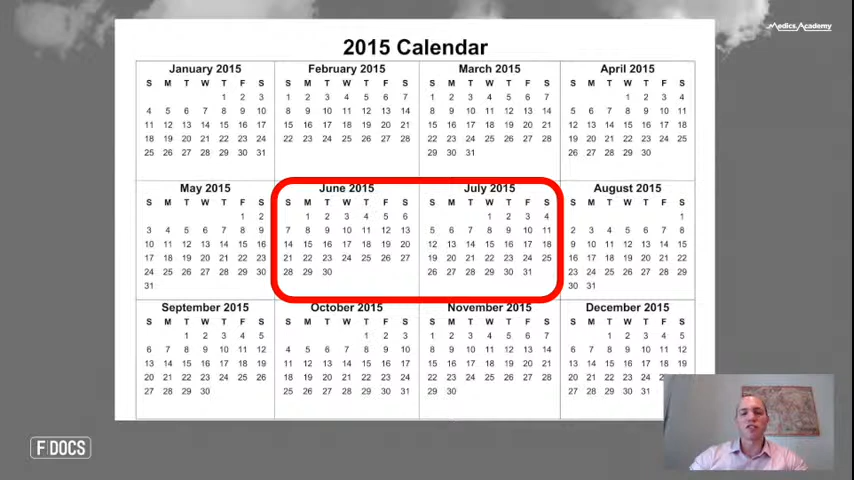 Medics.Academy
2015 Calendar
January 2015
S M T W T F S
1 2 3
4 5 6 7 8 9 10
11 12 13 14 15 16 17
18 19 20 21 22 23 24
25 26 27 28 29 30 31
February 2015
S M T W T F S
1 2 3 4 5 6 7
8 9 10 11 12 13 14
15 16 17 18 19 20 21
22 23 24 25 26 27 28
March 2015
S M T W T F S
1 2 3 4 5 6 7
8 9 10 11 12 13 14
15 16 17 18 19 20 21
22 23 24 25 26 27 28
29 30 31
April 2015
S M T W T F S
1 2 3 4
5 6 7 8 9 10 11
12 13 14 15 16 17 18
19 20 21 22 23 24 25
26 27 28 29 30
May 2015
S M T W T F S
1 2
3 4 5 6 7 8 9
10 11 12 13 14 15 16
17 18 19 20 21 22 23
24 25 26 27 28 29 30
31
June 2015
S M T W T F S
1 2 3 4 5 6
7 8 9 10 11 12 13
14 15 16 17 18 19 20
21 22 23 24 25 26 27
28 29 30
July 2015
S M T W T F S
1 2 3 4
5 6 7 8 9 10 11
12 13 14 15 16 17 18
19 20 21 22 23 24 25
26 27 28 29 30 31
August 2015
S M T W T F S
1
2 3 4 5 6 7 8
9 10 11 12 13 14 15
16 17 18 19 20 21 22
23 24 25 26 27 28 29
30 31
September 2015
S M T W T F S
1 2 3 4 5
6 7 8 9 10 11 12
13 14 15 16 17 18 19
20 21 22 23 24 25 26
27 28 29 30
October 2015
S M T W T F S
1 2 3
4 5 6 7 8 9 10
11 12 13 14 15 16 17
18 19 20 21 22 23 24
25 26 27 28 29 30 31
November 2015
S M T W T F S
1 2 3 4 5 6 7
8 9 10 11 12 13 14
15 16 17 18 19 20 21
22 23 24 25 26 27 28
29 30
December 2015
S M T W T F S
1 2 3 4 5
6 7 8 9 10 11 12
13 14 15 16 17 18 19
20 21 22 23 24
27 28 29 30 31
F|DOCS